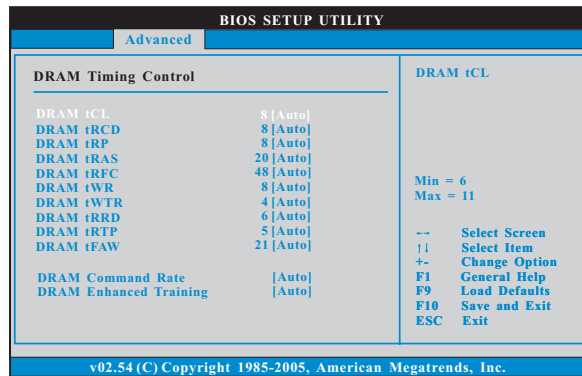 BIOS SETUP UTILITY
Advanced
DRAM Timing Control
DRAM tCL 8 [Auto]
DRAM tRCD 8 [Auto]
DRAM tRP 8 [Auto]
DRAM tRAS 20 [Auto]
DRAM tRFC 48 [Auto]
DRAM tWR 8 [Auto]
DRAM tWTR 4 [Auto]
DRAM tRRD 6 [Auto]
DRAM tRTP 5 [Auto]
DRAM tFAW 21 [Auto]
DRAM Command Rate [Auto]
DRAM Enhanced Training [Auto]
DRAM tCL
Min = 6
Max = 11
←→ Select Screen
↑↓ Select Item
+- Change Option
F1 General Help
F9 Load Defaults
F10 Save and Exit
ESC Exit
v02.54 (C) Copyright 1985-2005, American Megatrends, Inc.